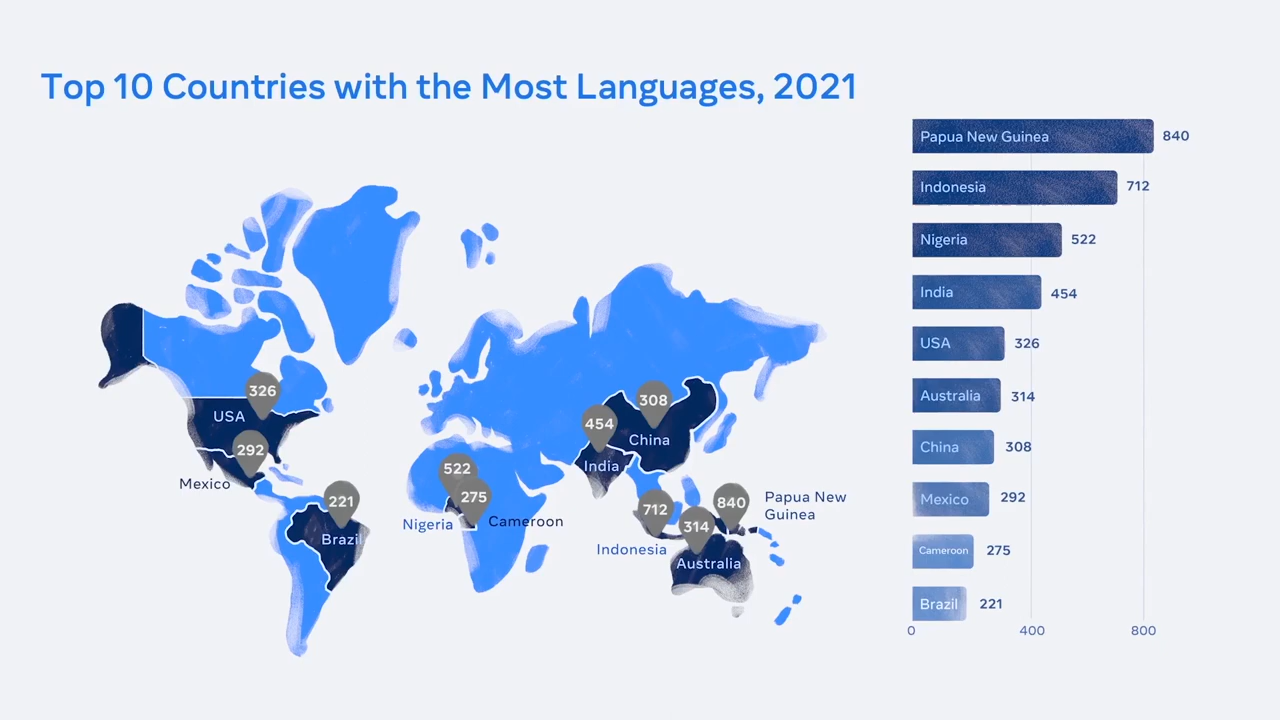 Top 10 Countries with the Most Languages, 2021
326
USA
292
Mexico
221
Brazil
522
275
Nigeria
Cameroon
308
454
China
India
712
840
314
Papua New
Guinea
Indonesia
Australia
Papua New Guinea 840
Indonesia 712
Nigeria 522
India 454
USA 326
Australia 314
China 308
Mexico 292
Cameroon 275
Brazil 221
0 400 800